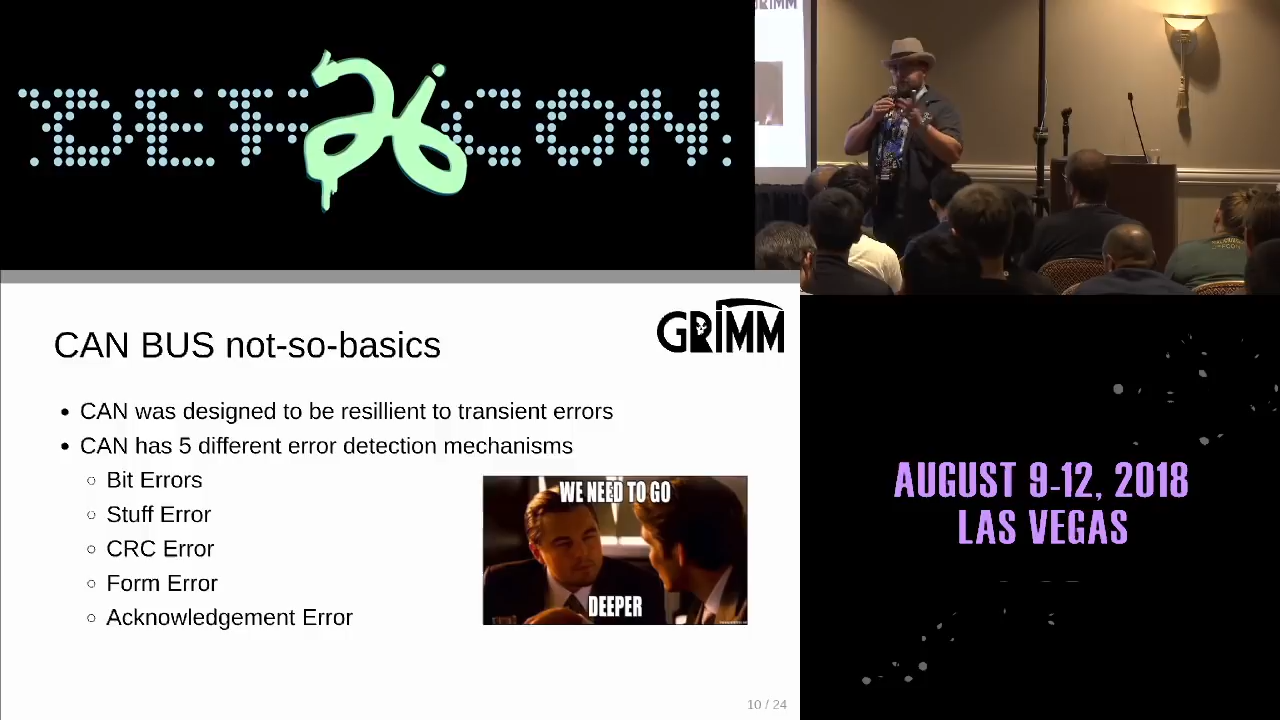 DEF 26 CON
GRIMM
CAN BUS not-so-basics
• CAN was designed to be resillient to transient errors
• CAN has 5 different error detection mechanisms
○ Bit Errors
○ Stuff Error
○ CRC Error
○ Form Error
○ Acknowledgement Error
WE NEED TO GO
DEEPER
10 / 24
AUGUST 9-12, 2018
LAS VEGAS